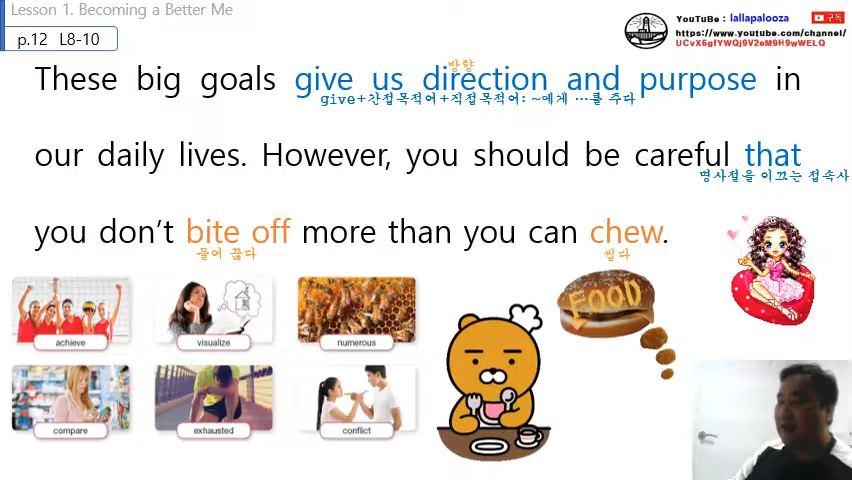 Lesson 1. Becoming a Better Me
p.12 L8-10
YouTuBe : lallapalooza
구독
https://www.youtube.com/channel/
UCvX6gfYWQj9V2eM9H9wWELQ
방향
These big goals give us direction and purpose in
give+간접목적어+직접목적어: ~에게 …를 주다
our daily lives. However, you should be careful that
명사절을 이끄는 접속사
you don't bite off more than you can chew.
물어 끊다
씹다
FOOD
achieve
visualize
numerous
compare
exhausted
conflict